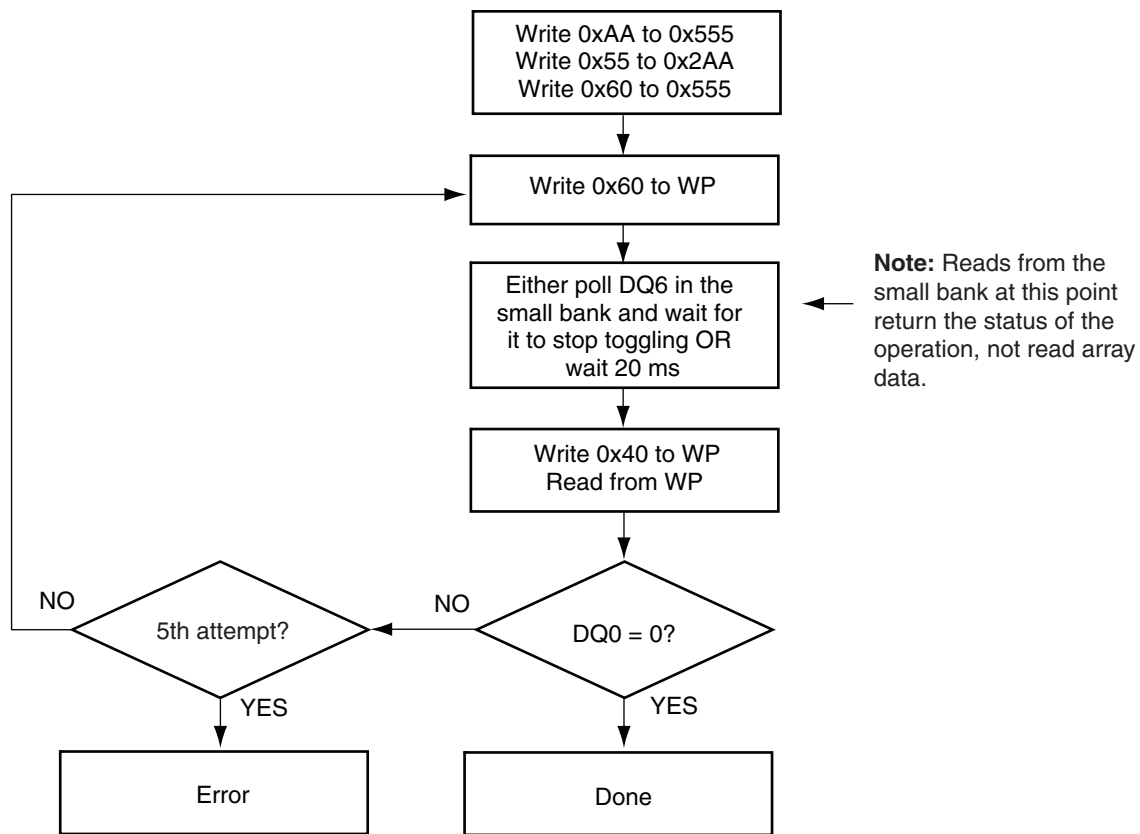 Write 0xAA to 0x555
Write 0x55 to 0x2AA
Write 0x60 to 0x555
Write 0x60 to WP
Either poll DQ6 in the
small bank and wait for
it to stop toggling OR
wait 20 ms
Note: Reads from the
small bank at this point
return the status of the
operation, not read array
data.
Write 0x40 to WP
Read from WP
NO
5th attempt?
NO
DQ0 = 0?
YES
YES
Error
Done